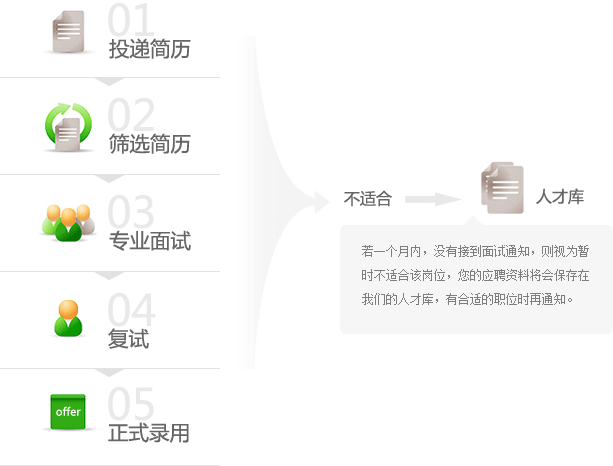 01
投递简历
02
筛选简历
03
专业面试
04
复试
offer
05
正式录用
不适合
人才库
若一个月内，没有接到面试通知，则视为暂
时不适合该岗位，您的应聘资料将会保存在
我们的人才库，有合适的职位时再通知。